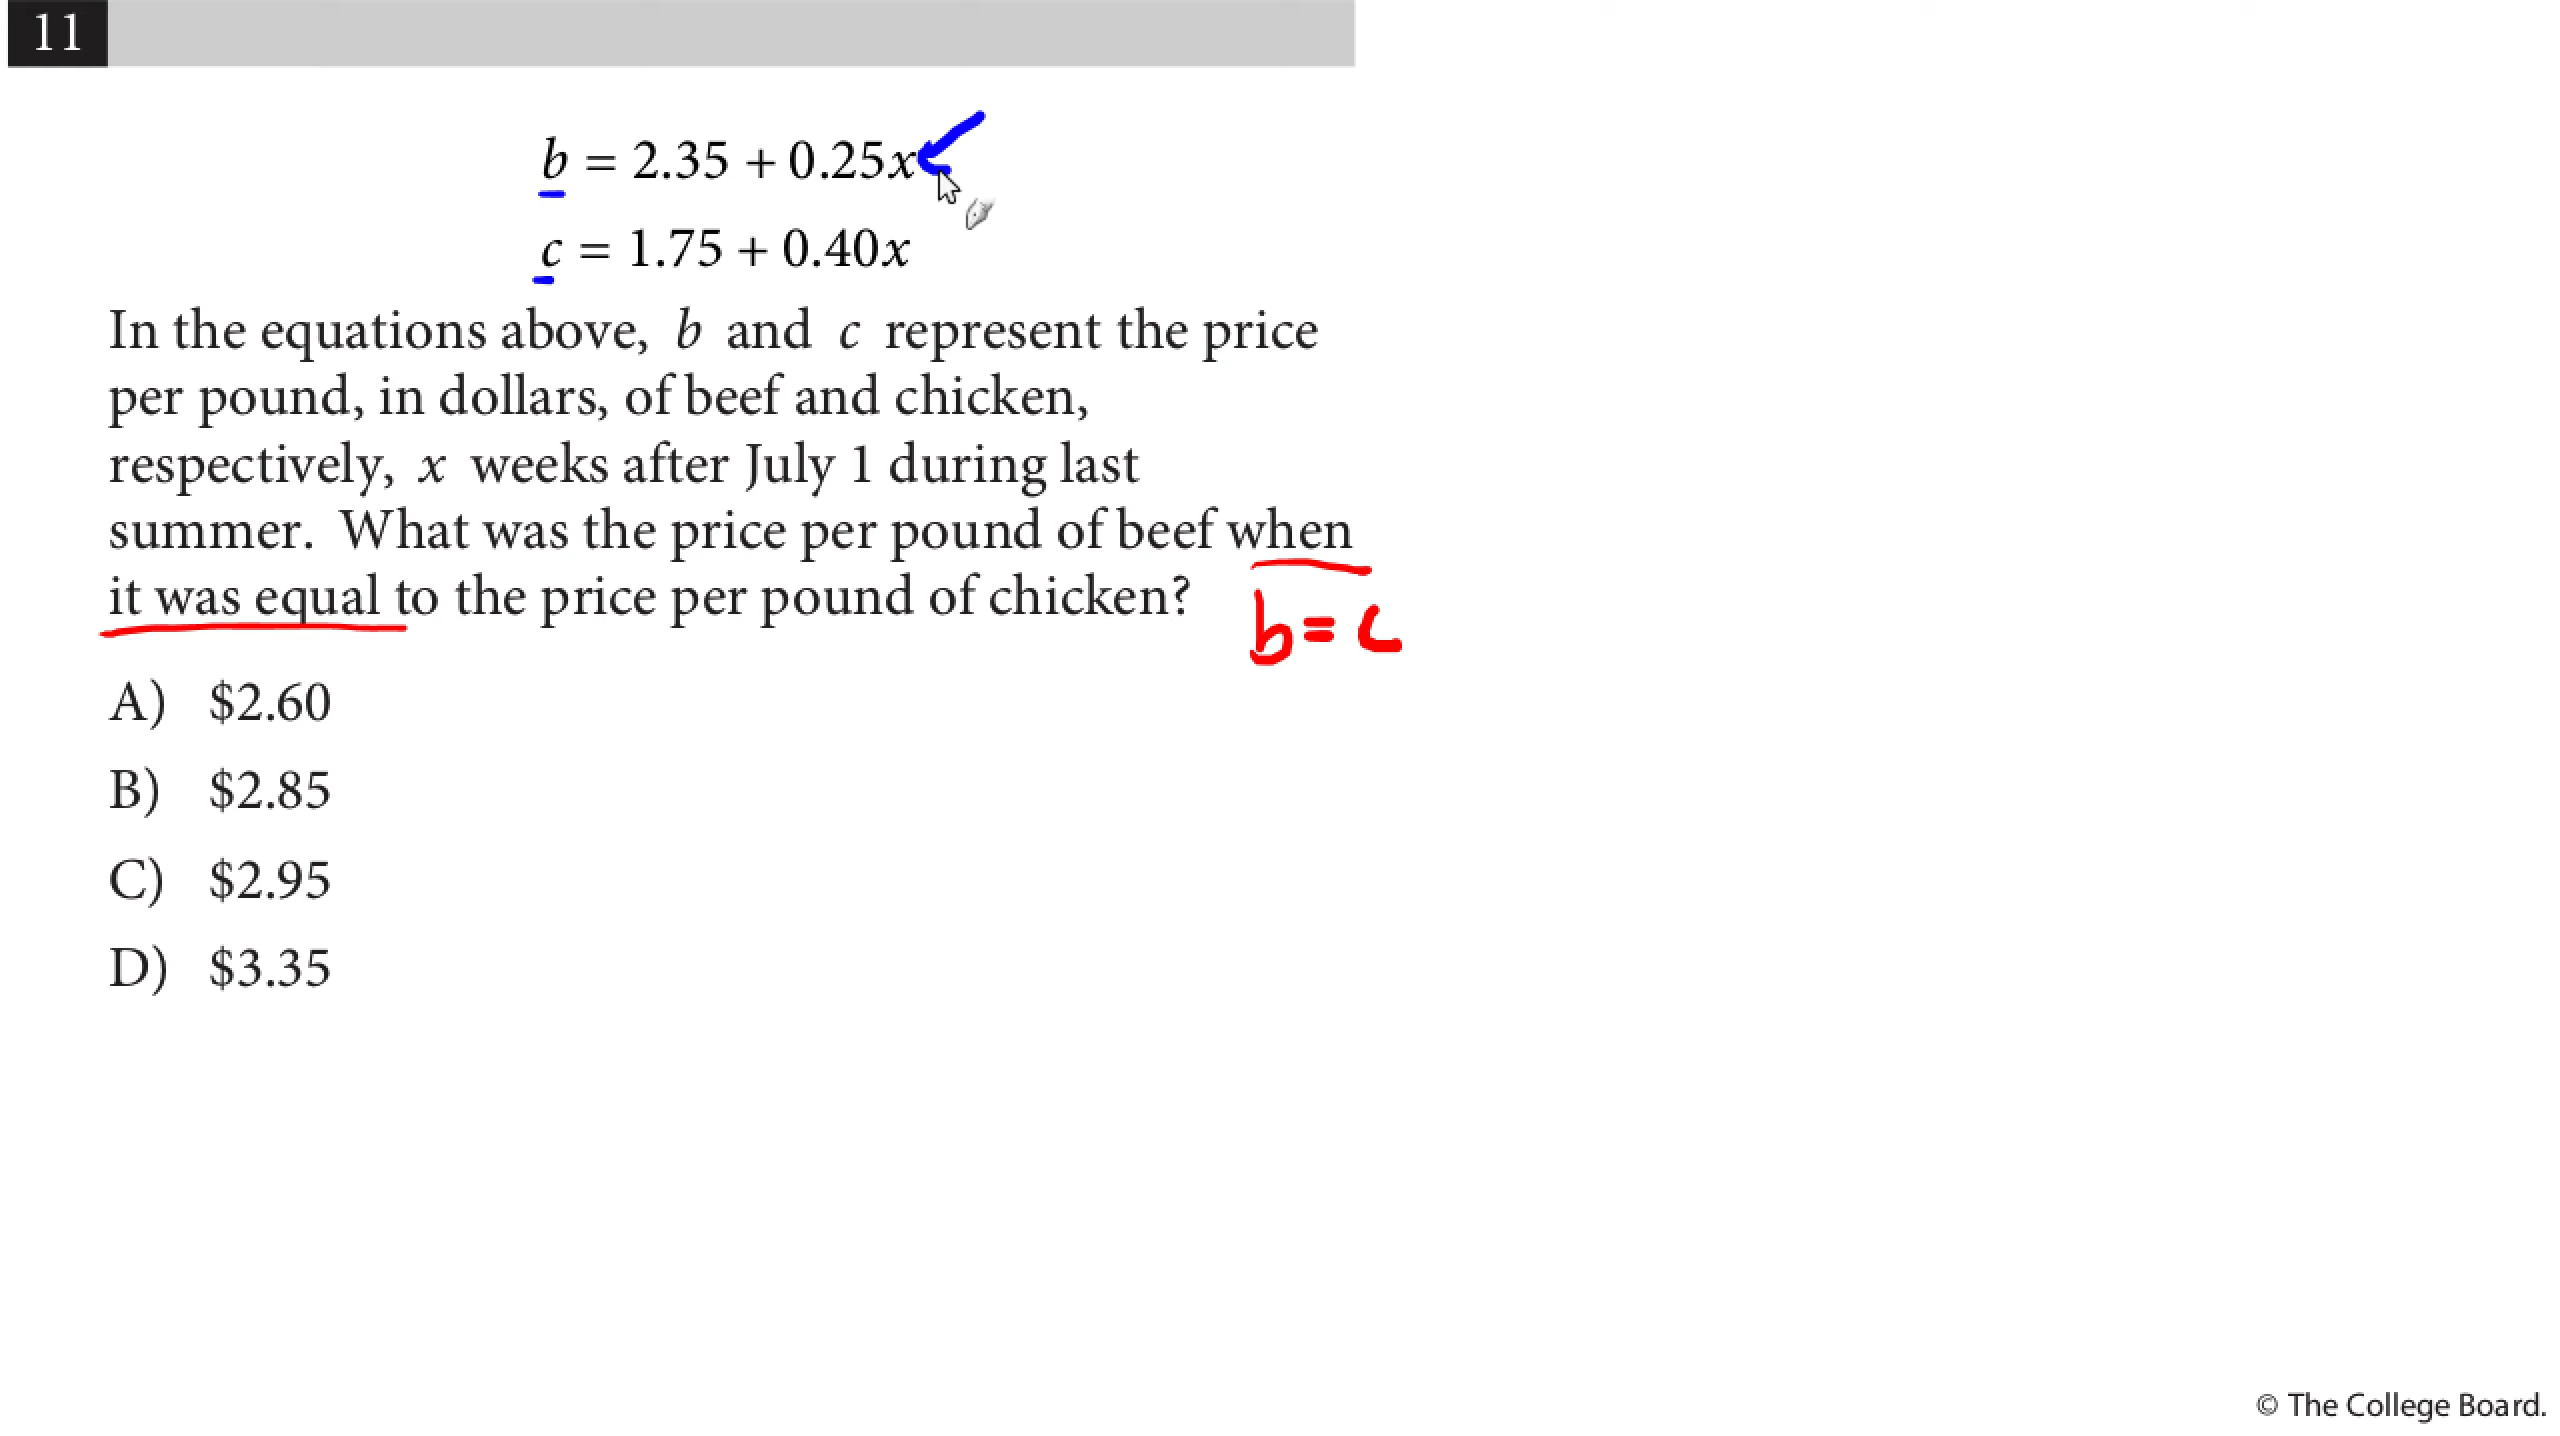 11
b = 2.35 + 0.25x
c = 1.75 + 0.40x
In the equations above, b and c represent the price
per pound, in dollars, of beef and chicken,
respectively, x weeks after July 1 during last
summer. What was the price per pound of beef when
it was equal to the price per pound of chicken?
b = c
A) $2.60
B) $2.85
C) $2.95
D) $3.35
© The College Board.